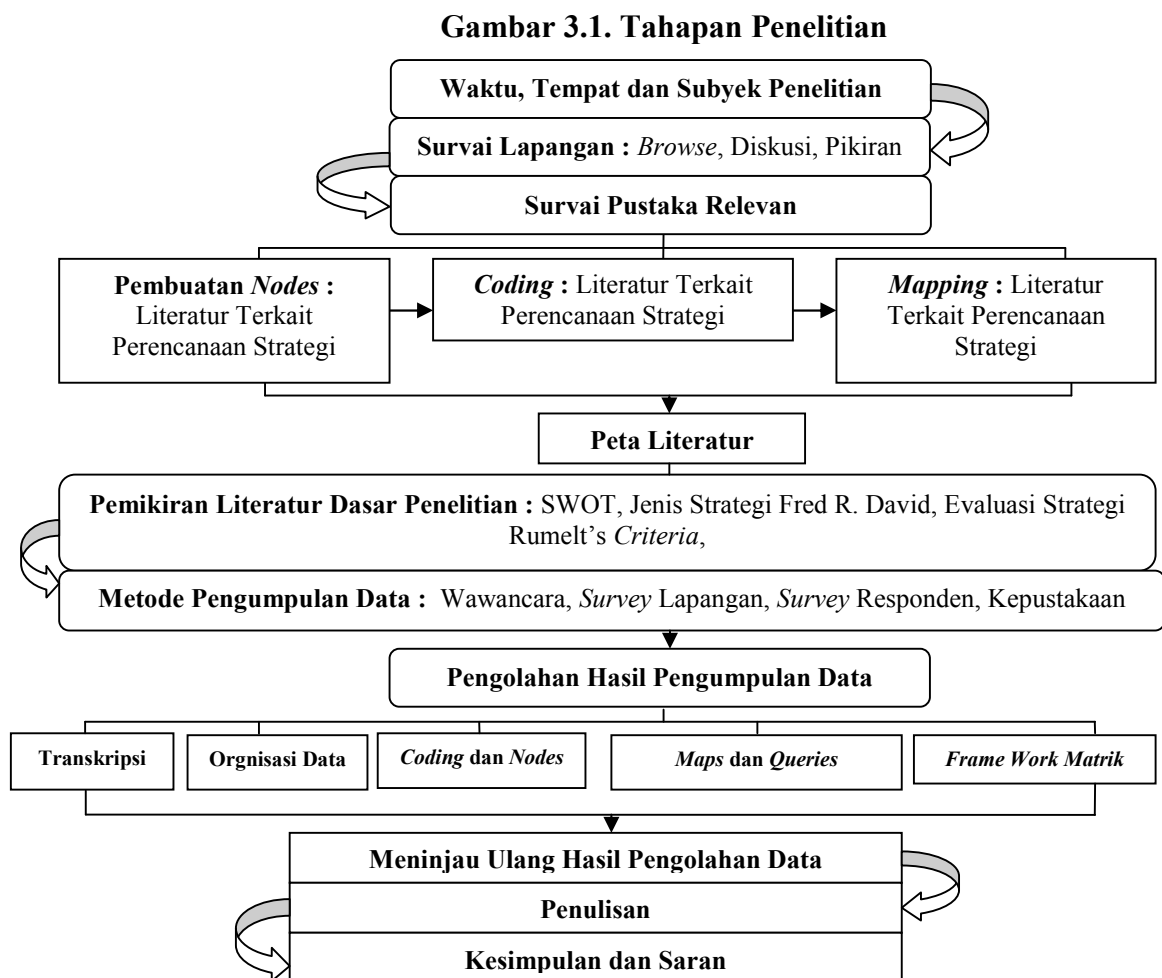 Gambar 3.1. Tahapan Penelitian
Waktu, Tempat dan Subyek Penelitian
Survai Lapangan : Browse, Diskusi, Pikiran
Survai Pustaka Relevan
Pembuatan Nodes :
Literatur Terkait
Perencanaan Strategi
Coding : Literatur Terkait
Perencanaan Strategi
Mapping : Literatur
Terkait Perencanaan
Strategi
Peta Literatur
Pemikiran Literatur Dasar Penelitian : SWOT, Jenis Strategi Fred R. David, Evaluasi Strategi
Rumelt’s Criteria,
Metode Pengumpulan Data : Wawancara, Survey Lapangan, Survey Responden, Kepustakaan
Pengolahan Hasil Pengumpulan Data
Transkripsi
Orgnisasi Data
Coding dan Nodes
Maps dan Queries
Frame Work Matrik
Meninjau Ulang Hasil Pengolahan Data
Penulisan
Kesimpulan dan Saran